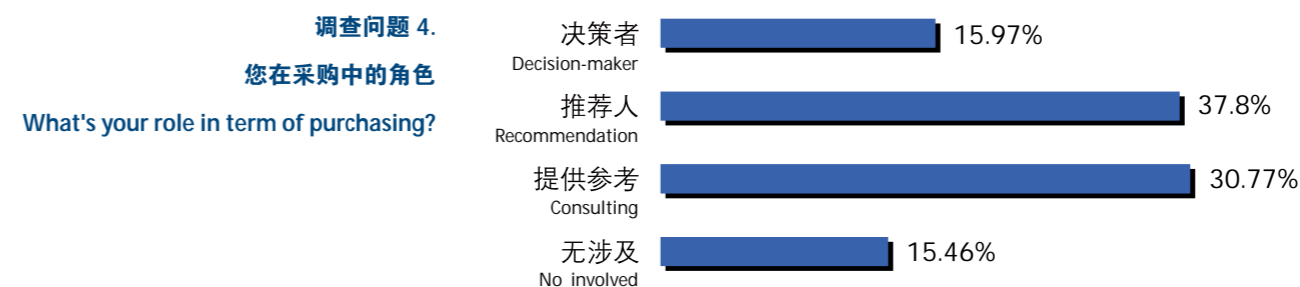 调查问题 4.
您在采购中的角色
What's your role in term of purchasing?
决策者 15.97%
Decision-maker
推荐人 37.8%
Recommendation
提供参考 30.77%
Consulting
无涉及 15.46%
No involved